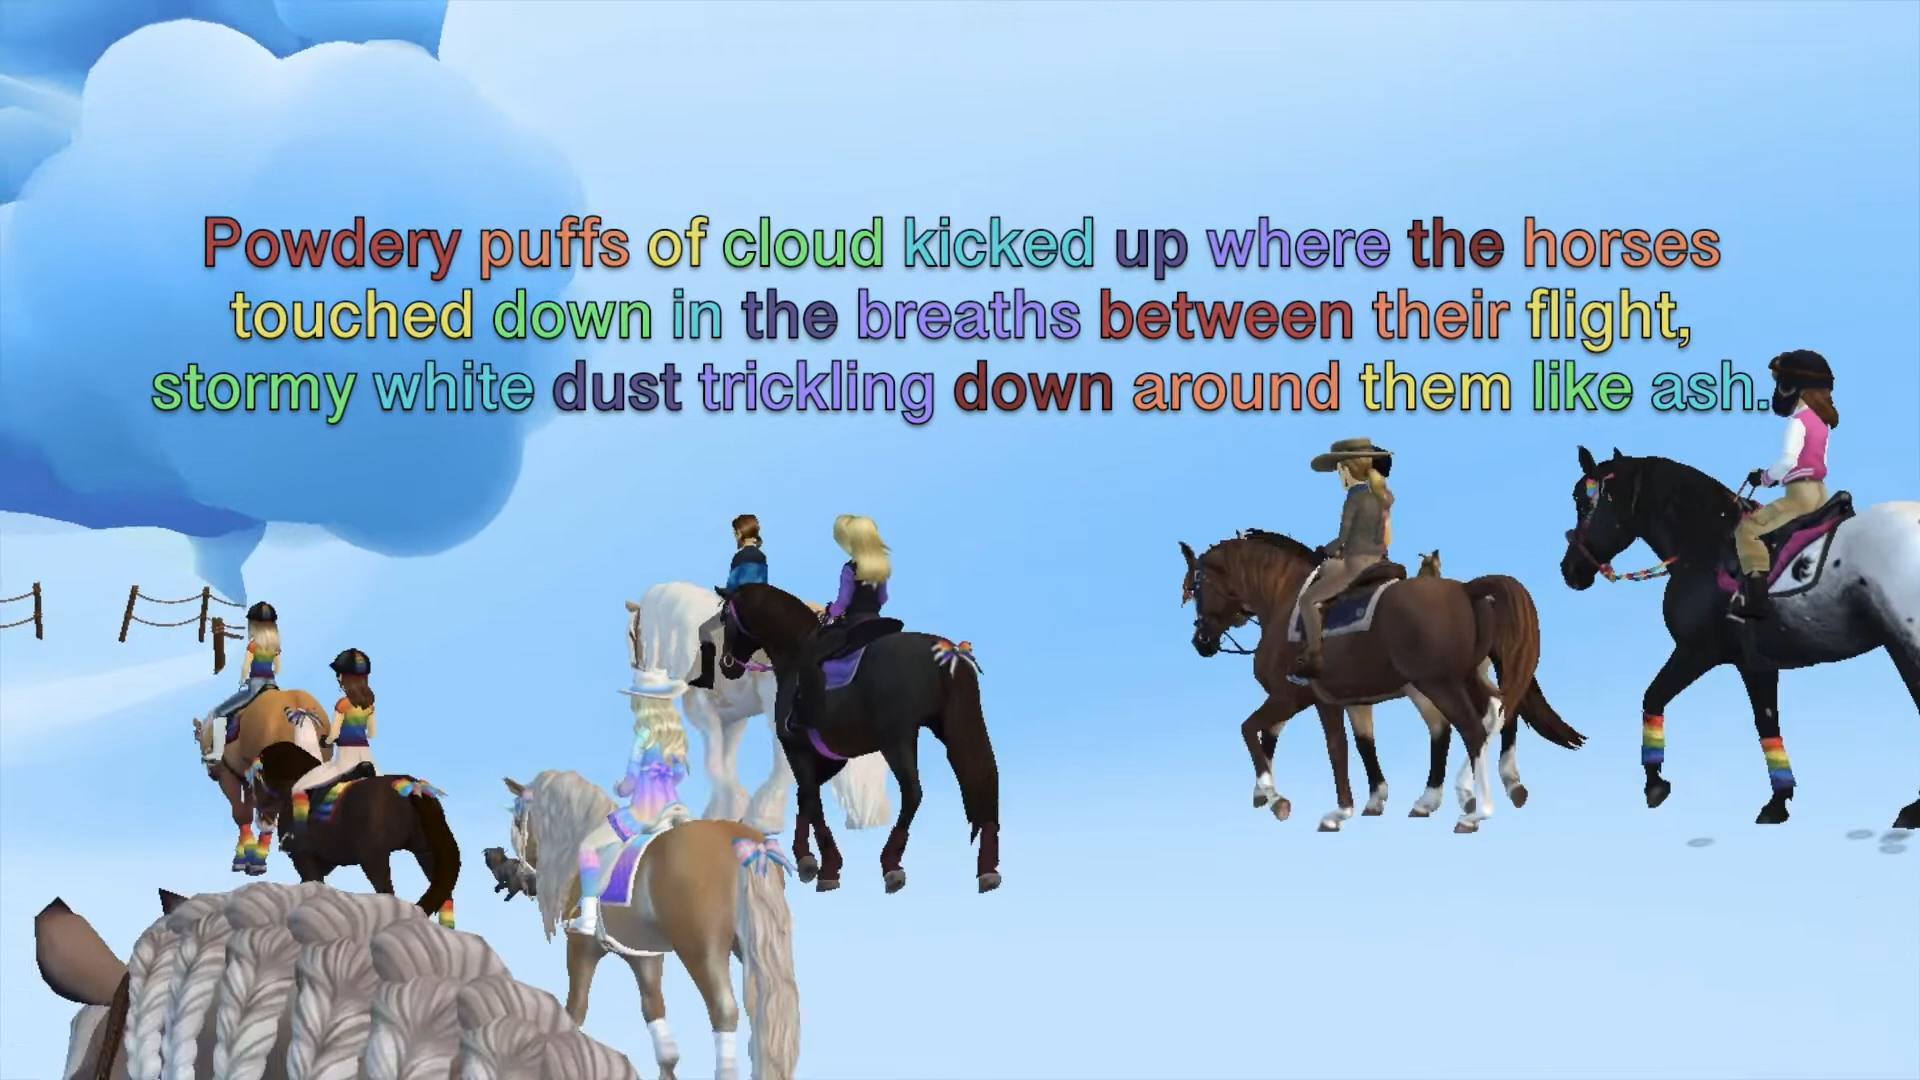 Powdery puffs of cloud kicked up where the horses
touched down in the breaths between their flight,
stormy white dust trickling down around them like ash.